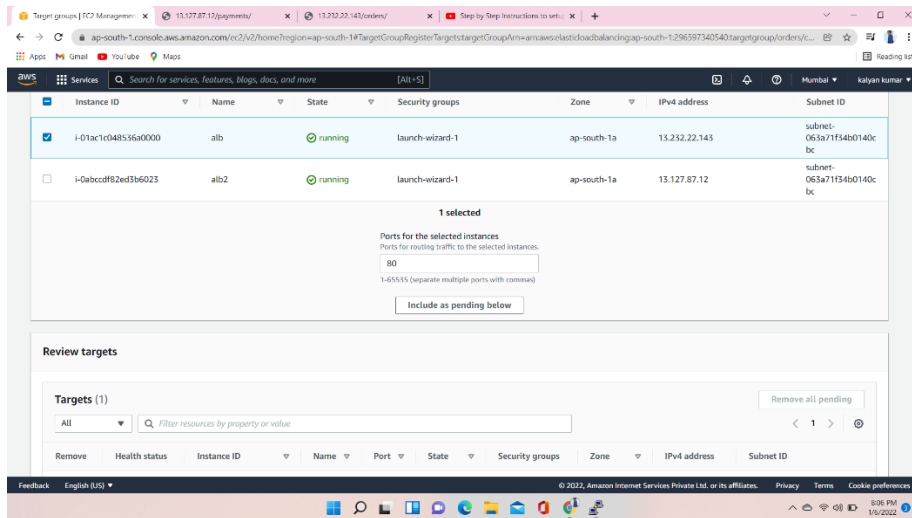 Target groups | EC2 Management
13.127.87.12/payments/
13.232.22.143/orders/
Step by Step Instructions to setu
ap-south-1.console.aws.amazon.com/ec2/v2/home?region=ap-south-1#TargetGroupRegisterTargets:targetGroupArn=arn:aws:elasticloadbalancing:ap-south-1:296597340540:targetgroup/orders/c...
Apps Gmail YouTube Maps Reading list
aws Services Search for services, features, blogs, docs, and more [Alt+S] Mumbai kalyan kumar
Instance ID Name State Security groups Zone IPv4 address Subnet ID
i-01ac1c048536a0000 alb running launch-wizard-1 ap-south-1a 13.232.22.143 subnet-
063a71f34b0140c
bc
i-0abccdf82ed3b6023 alb2 running launch-wizard-1 ap-south-1a 13.127.87.12 subnet-
063a71f34b0140c
bc
1 selected
Ports for the selected instances
Ports for routing traffic to the selected instances.
80
1-65535 (separate multiple ports with commas)
Include as pending below
Review targets
Targets (1) Remove all pending
All Filter resources by property or value 1
Remove Health status Instance ID Name Port State Security groups Zone IPv4 address Subnet ID
Feedback English (US) © 2022, Amazon Internet Services Private Ltd. or its affiliates. Privacy Terms Cookie preferences
8:06 PM
1/6/2022